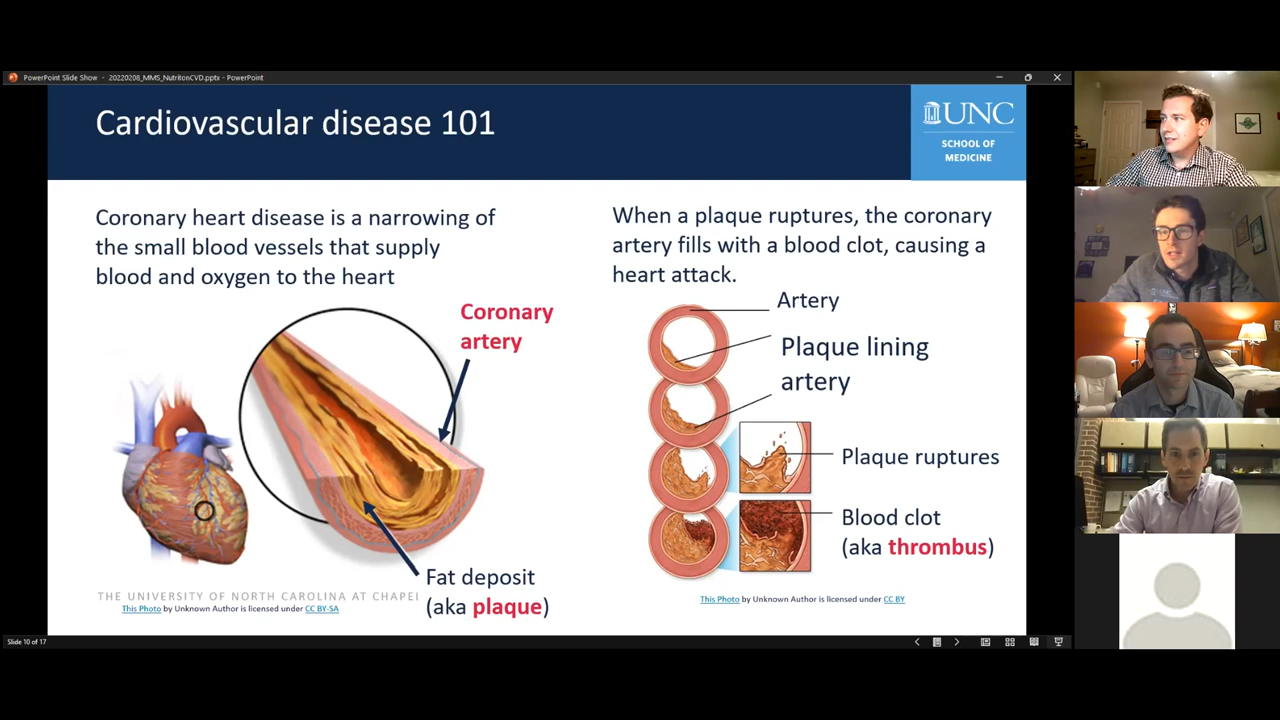 PowerPoint Slide Show - 20220208_MMS_NutritonCVD.pptx - PowerPoint
Cardiovascular disease 101
UNC
SCHOOL OF
MEDICINE
Coronary heart disease is a narrowing of
the small blood vessels that supply
blood and oxygen to the heart
Coronary
artery
Fat deposit
(aka plaque)
THE UNIVERSITY OF NORTH CAROLINA AT CHAPEL
This Photo by Unknown Author is licensed under CC BY-SA
When a plaque ruptures, the coronary
artery fills with a blood clot, causing a
heart attack.
Artery
Plaque lining
artery
Plaque ruptures
Blood clot
(aka thrombus)
This Photo by Unknown Author is licensed under CC BY
Slide 10 of 17